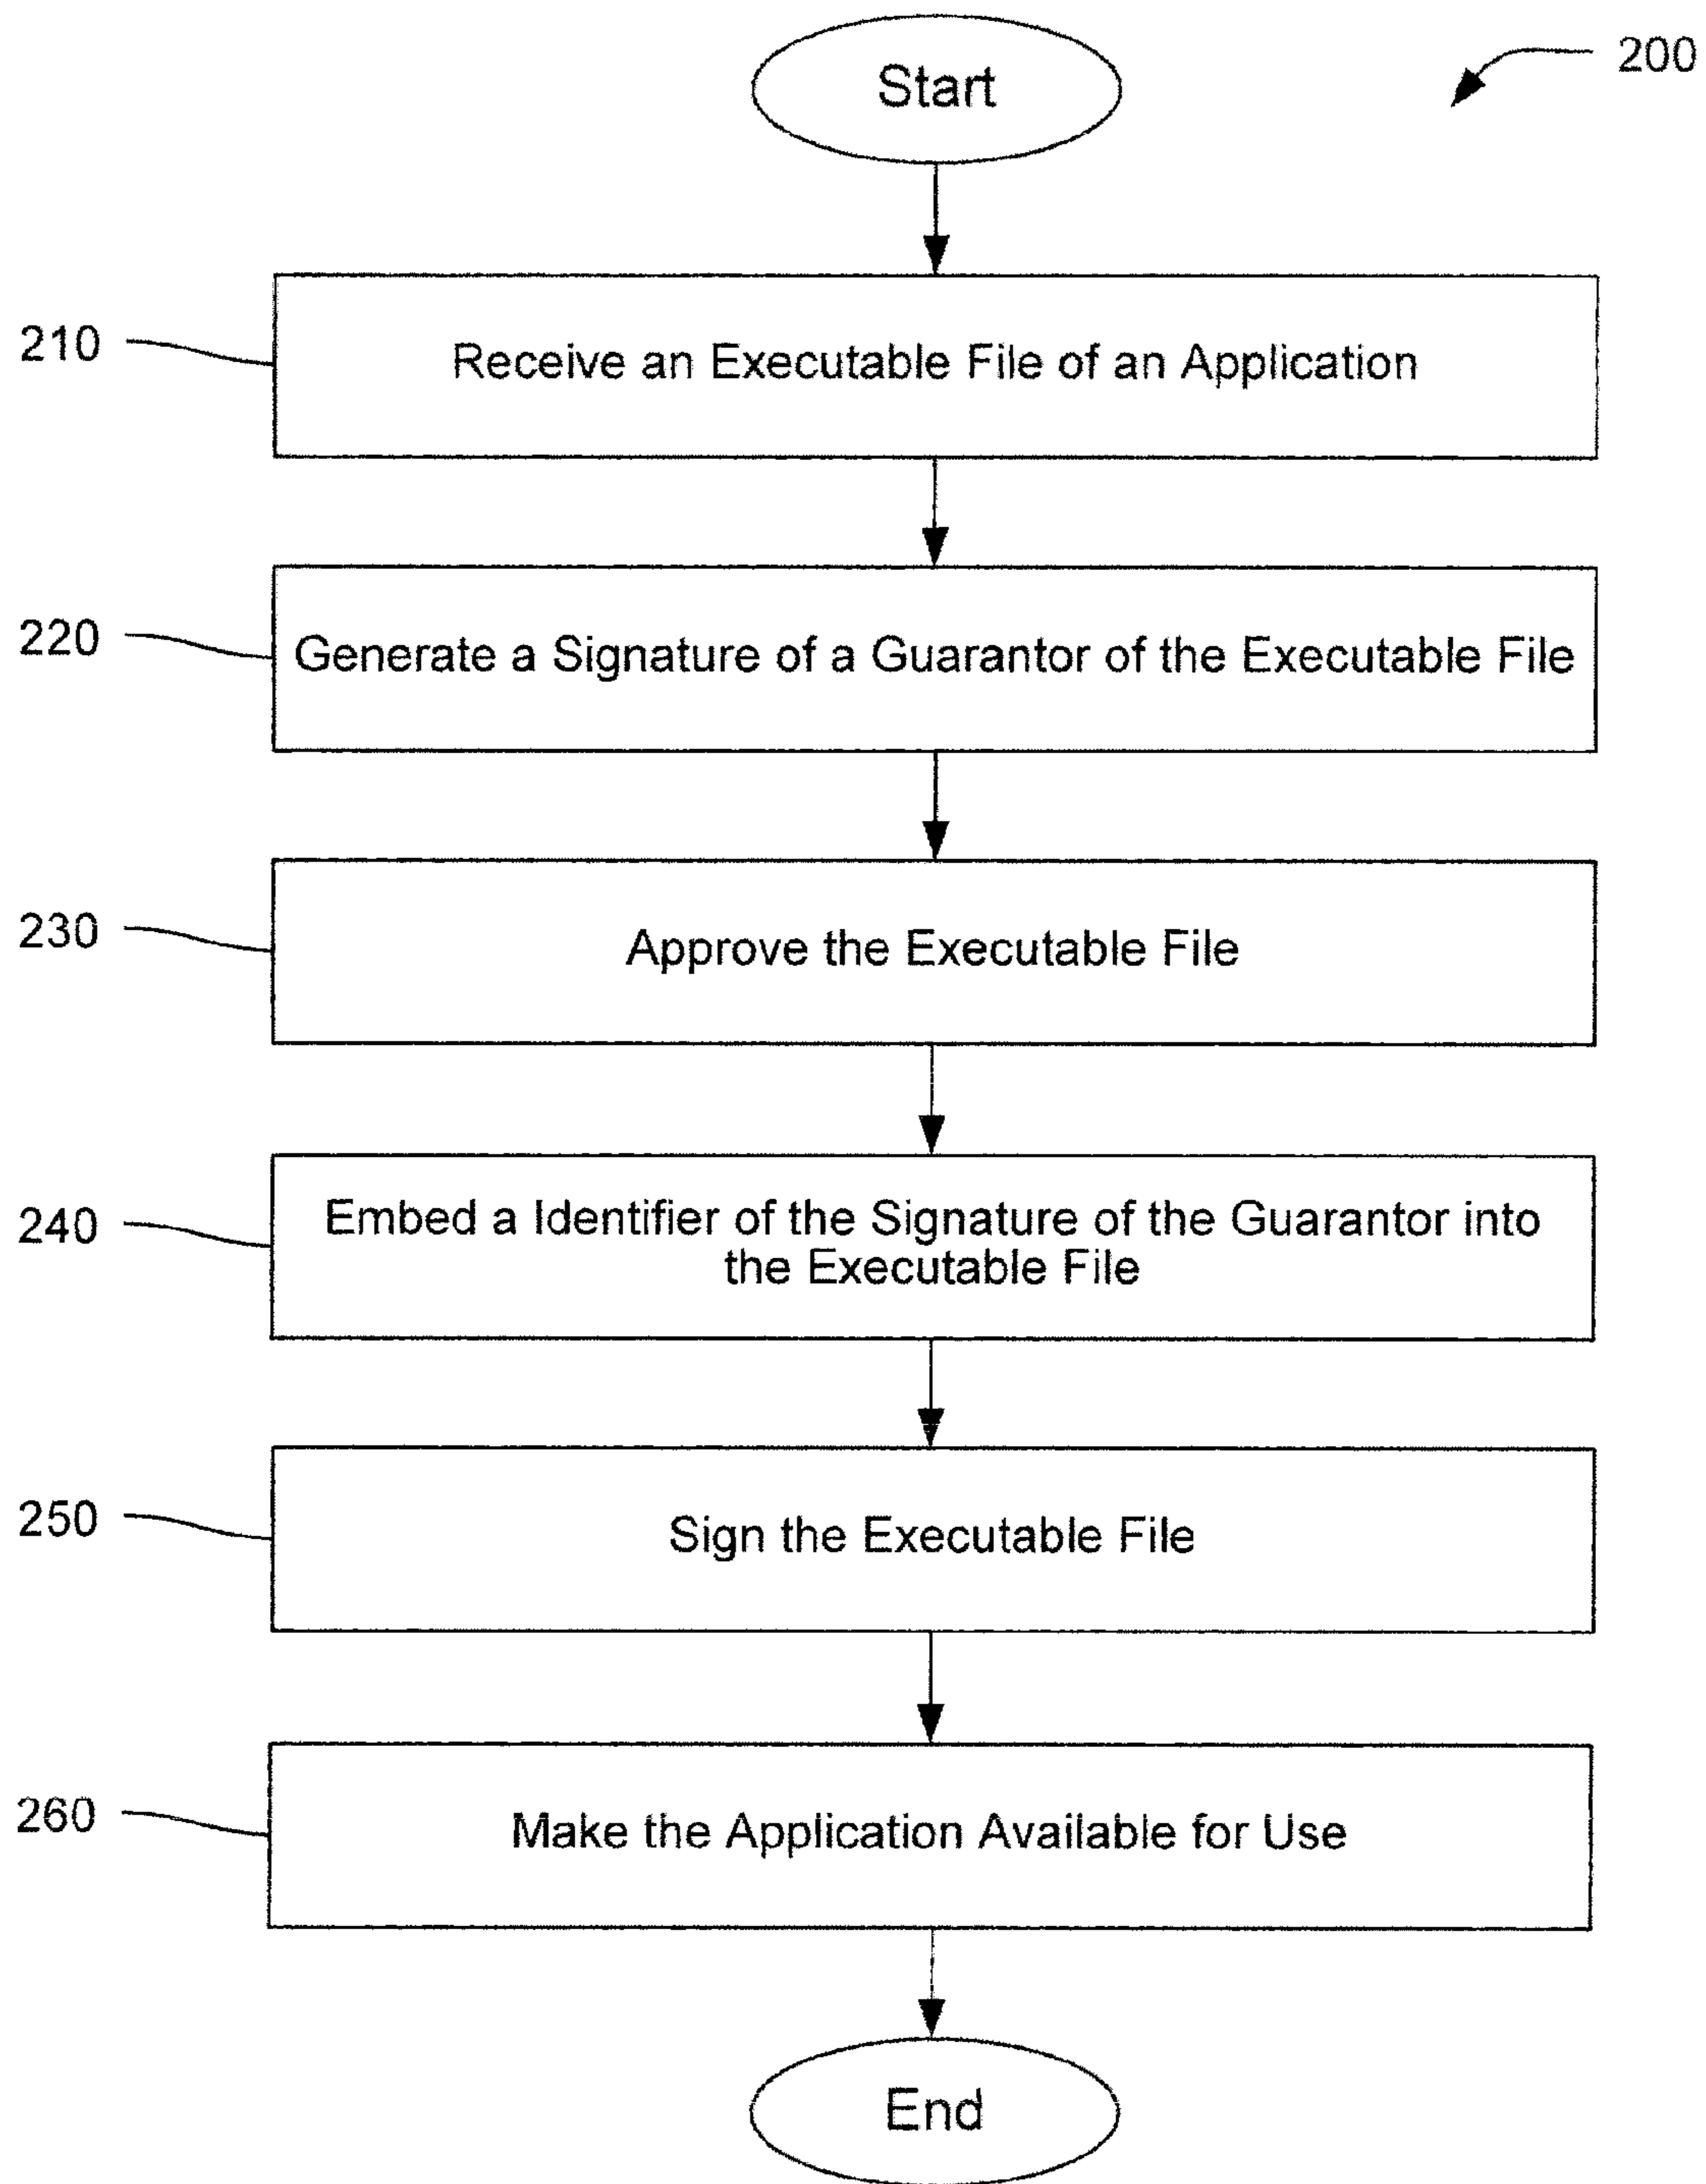 Start
200
210
Receive an Executable File of an Application
220
Generate a Signature of a Guarantor of the Executable File
230
Approve the Executable File
240
Embed a Identifier of the Signature of the Guarantor into
the Executable File
250
Sign the Executable File
260
Make the Application Available for Use
End